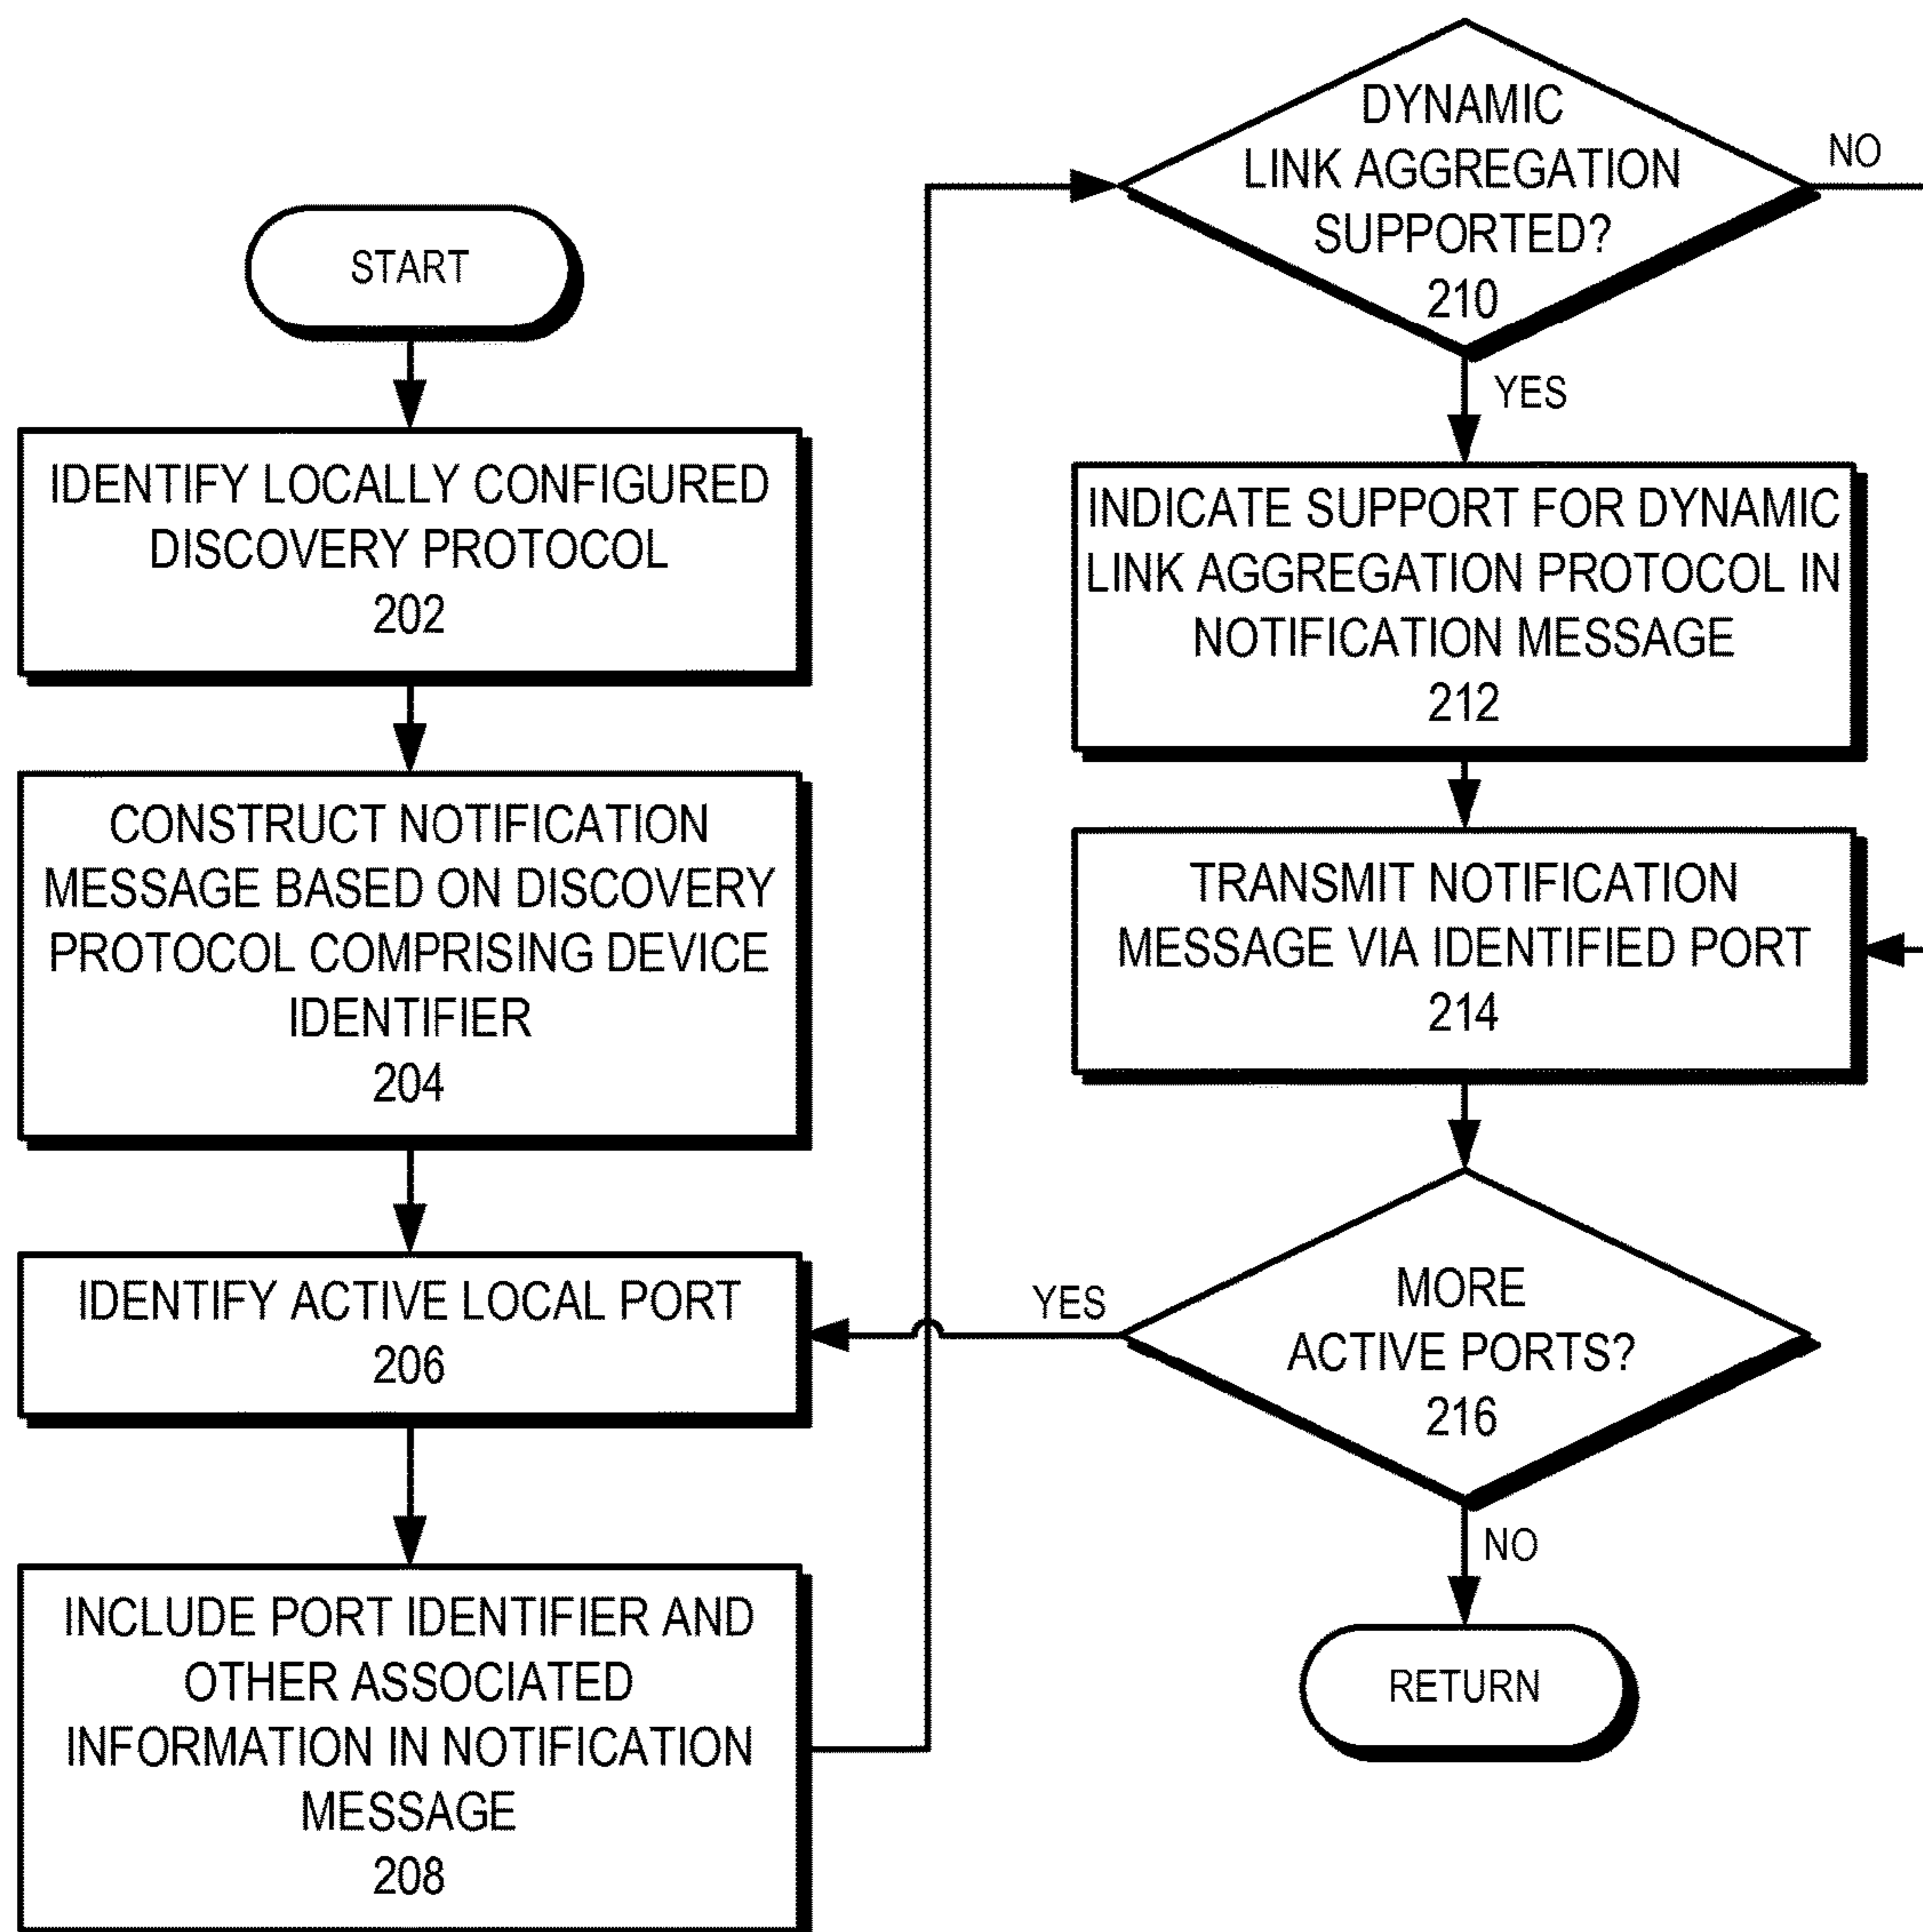 START
IDENTIFY LOCALLY CONFIGURED
DISCOVERY PROTOCOL
202
CONSTRUCT NOTIFICATION
MESSAGE BASED ON DISCOVERY
PROTOCOL COMPRISING DEVICE
IDENTIFIER
204
IDENTIFY ACTIVE LOCAL PORT
206
INCLUDE PORT IDENTIFIER AND
OTHER ASSOCIATED
INFORMATION IN NOTIFICATION
MESSAGE
208
DYNAMIC
LINK AGGREGATION
SUPPORTED?
210
NO
YES
INDICATE SUPPORT FOR DYNAMIC
LINK AGGREGATION PROTOCOL IN
NOTIFICATION MESSAGE
212
TRANSMIT NOTIFICATION
MESSAGE VIA IDENTIFIED PORT
214
YES
MORE
ACTIVE PORTS?
216
NO
RETURN